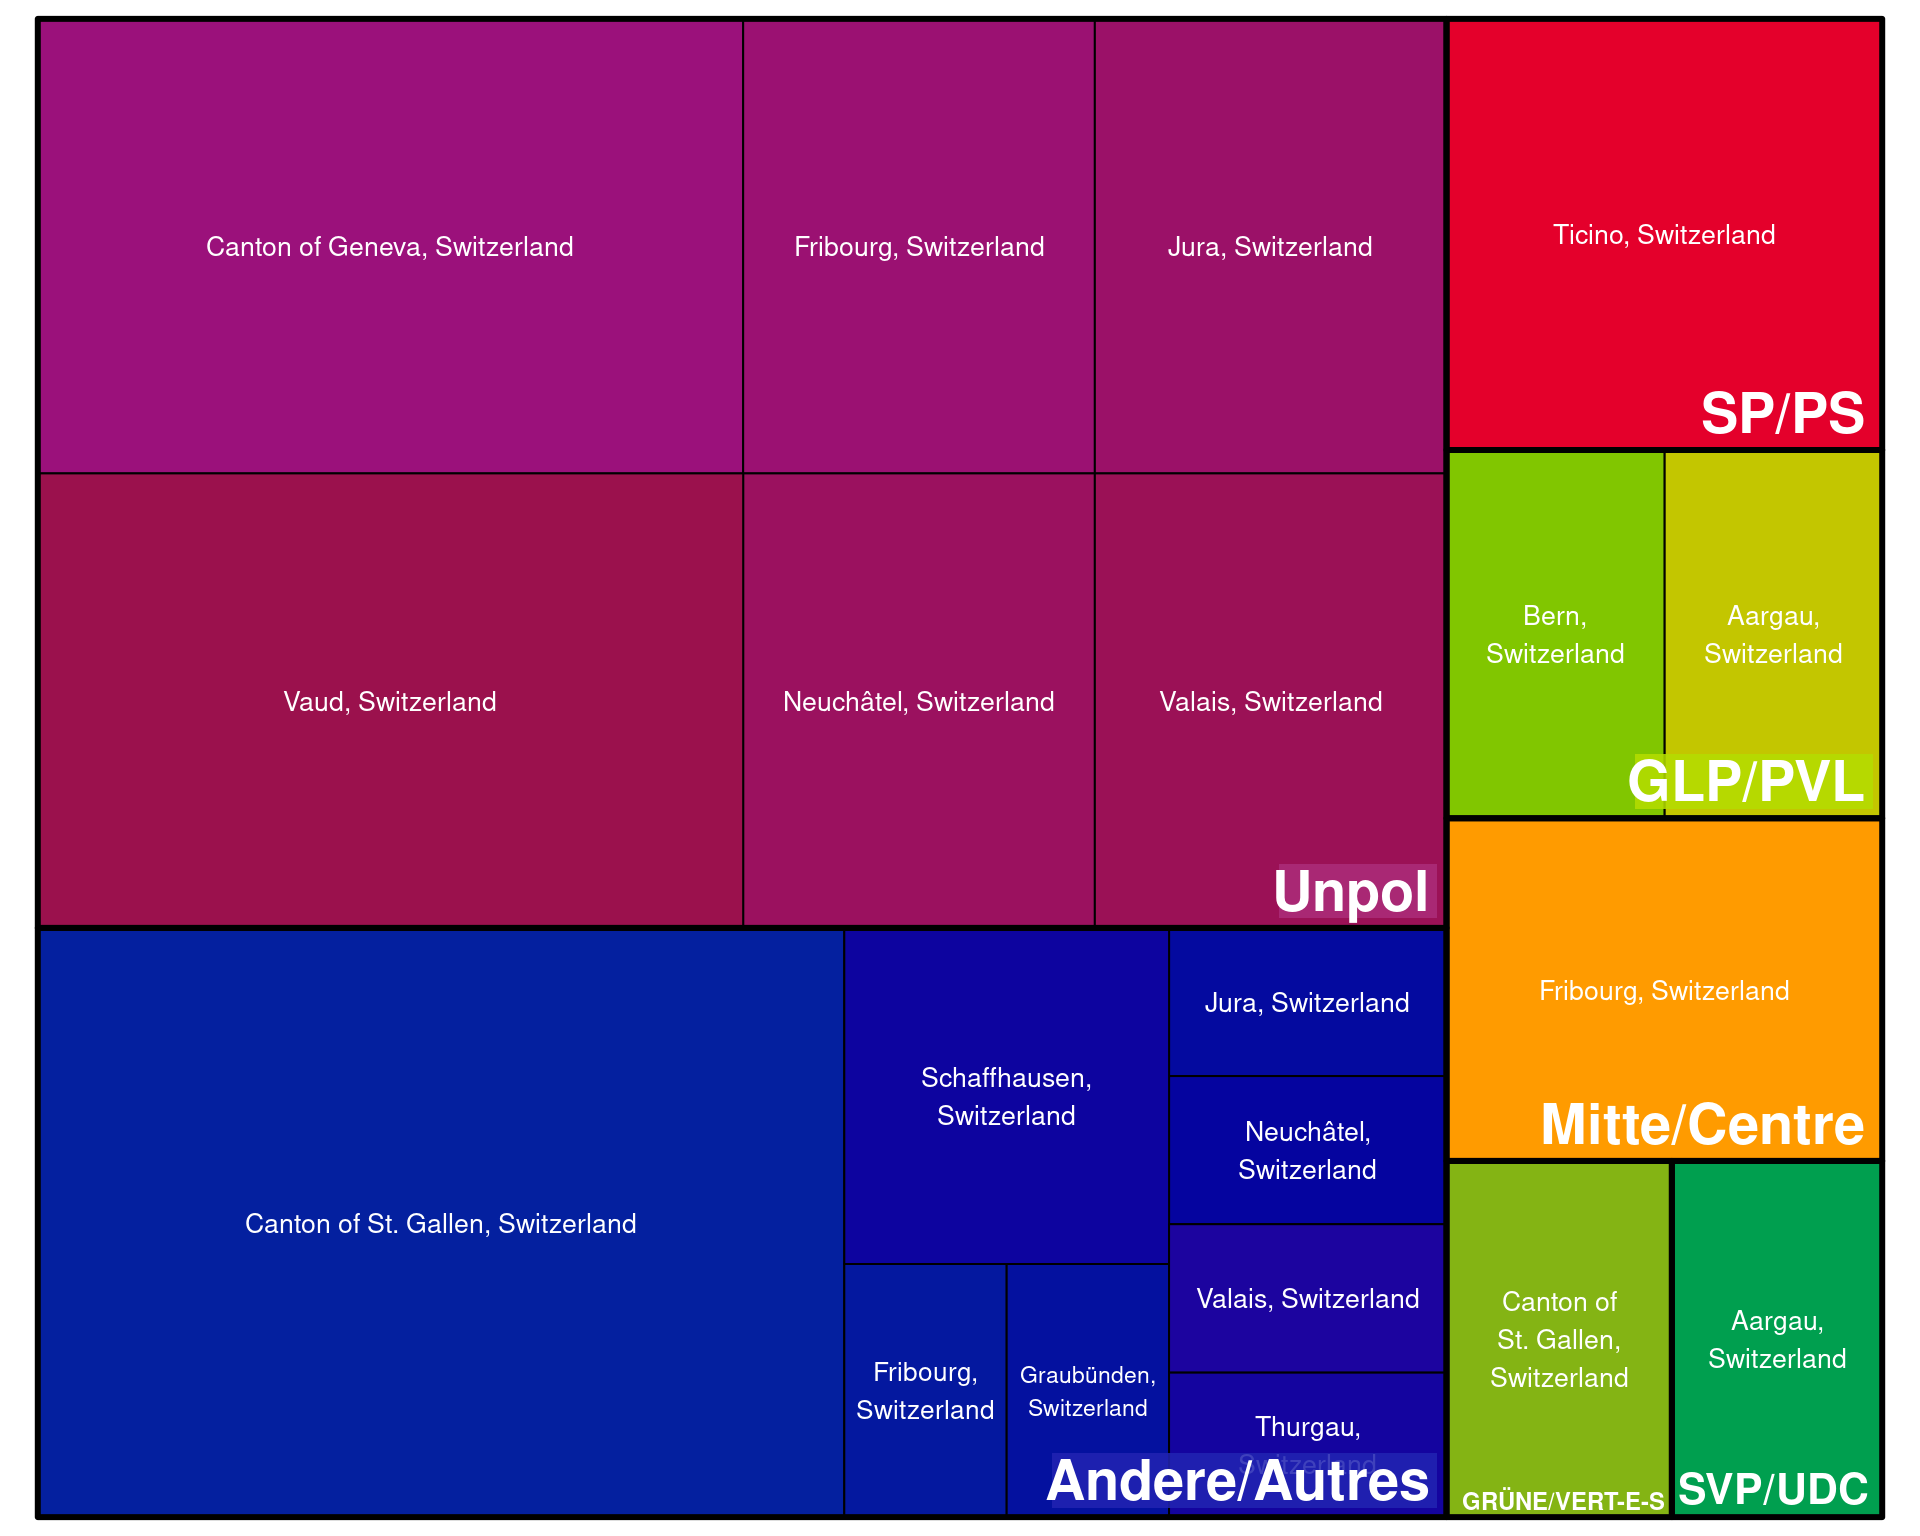 Canton of Geneva, Switzerland
Fribourg, Switzerland
Jura, Switzerland
Vaud, Switzerland
Neuchâtel, Switzerland
Valais, Switzerland
Unpol
Canton of St. Gallen, Switzerland
Schaffhausen,
Switzerland
Fribourg,
Switzerland
Graubünden,
Switzerland
Jura, Switzerland
Neuchâtel,
Switzerland
Valais, Switzerland
Thurgau,
Switzerland
Andere/Autres
Ticino, Switzerland
SP/PS
Bern,
Switzerland
Aargau,
Switzerland
GLP/PVL
Fribourg, Switzerland
Mitte/Centre
Canton of
St. Gallen,
Switzerland
GRÜNE/VERT-E-S
Aargau,
Switzerland
SVP/UDC